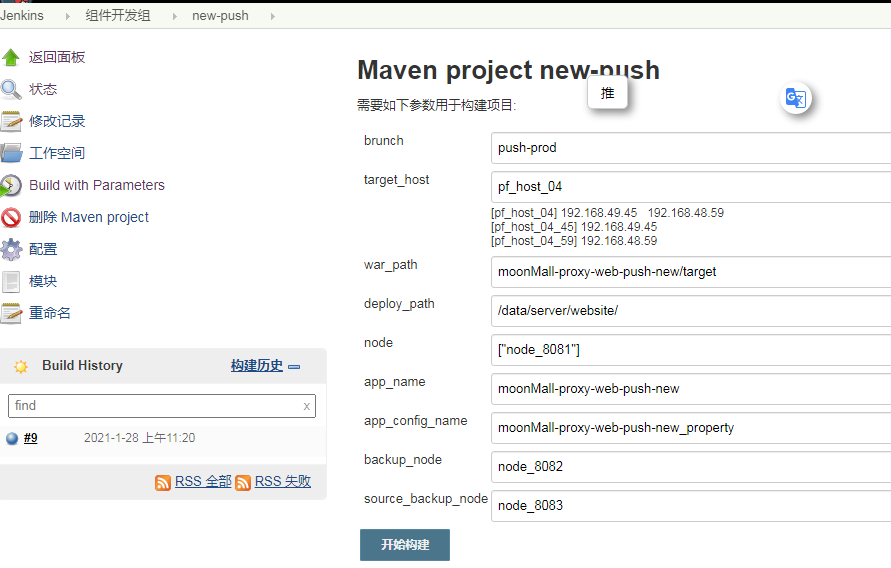 Jenkins 组件开发组 new-push
返回面板
状态
修改记录
工作空间
Build with Parameters
删除 Maven project
配置
模块
重命名
Build History 构建历史
find x
#9 2021-1-28 上午11:20
RSS 全部 RSS 失败
Maven project new-push
推
G
需要如下参数用于构建项目:
brunch push-prod
target_host pf_host_04
[pf_host_04] 192.168.49.45 192.168.48.59
[pf_host_04_45] 192.168.49.45
[pf_host_04_59] 192.168.48.59
war_path moonMall-proxy-web-push-new/target
deploy_path /data/server/website/
node ["node_8081"]
app_name moonMall-proxy-web-push-new
app_config_name moonMall-proxy-web-push-new_property
backup_node node_8082
source_backup_node node_8083
开始构建